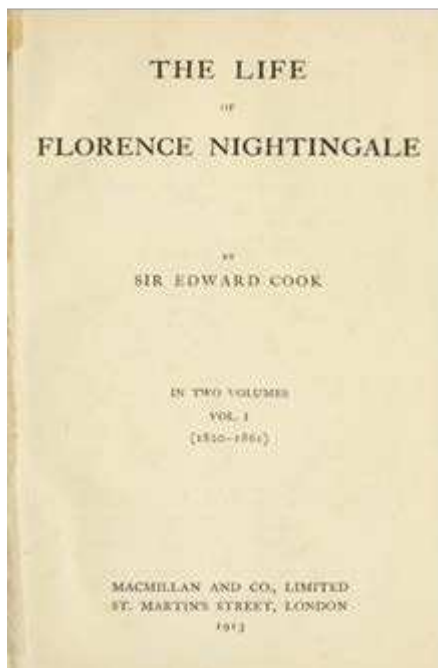 THE LIFE
OF
FLORENCE NIGHTINGALE
BY
SIR EDWARD COOK
IN TWO VOLUMES
VOL. I
(1820–1861)
MACMILLAN AND CO., LIMITED
ST. MARTIN'S STREET, LONDON
1913